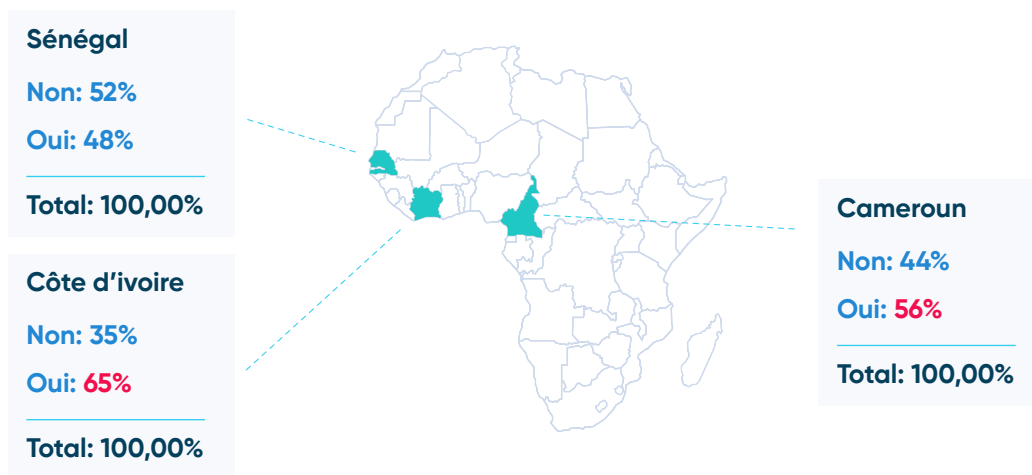 Sénégal
Non: 52%
Oui: 48%
Total: 100,00%
Côte d’ivoire
Non: 35%
Oui: 65%
Total: 100,00%
Cameroun
Non: 44%
Oui: 56%
Total: 100,00%